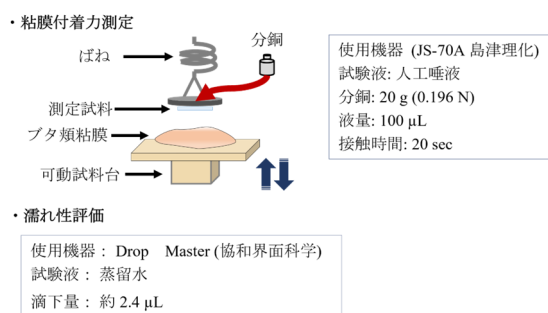 ・粘膜付着力測定
分銅
ばね
測定試料
ブタ頬粘膜
可動試料台
使用機器 (JS-70A 島津理化)
試験液: 人工唾液
分銅: 20 g (0.196 N)
液量: 100 µL
接触時間: 20 sec
・濡れ性評価
使用機器： Drop Master (協和界面科学)
試験液： 蒸留水
滴下量： 約 2.4 µL